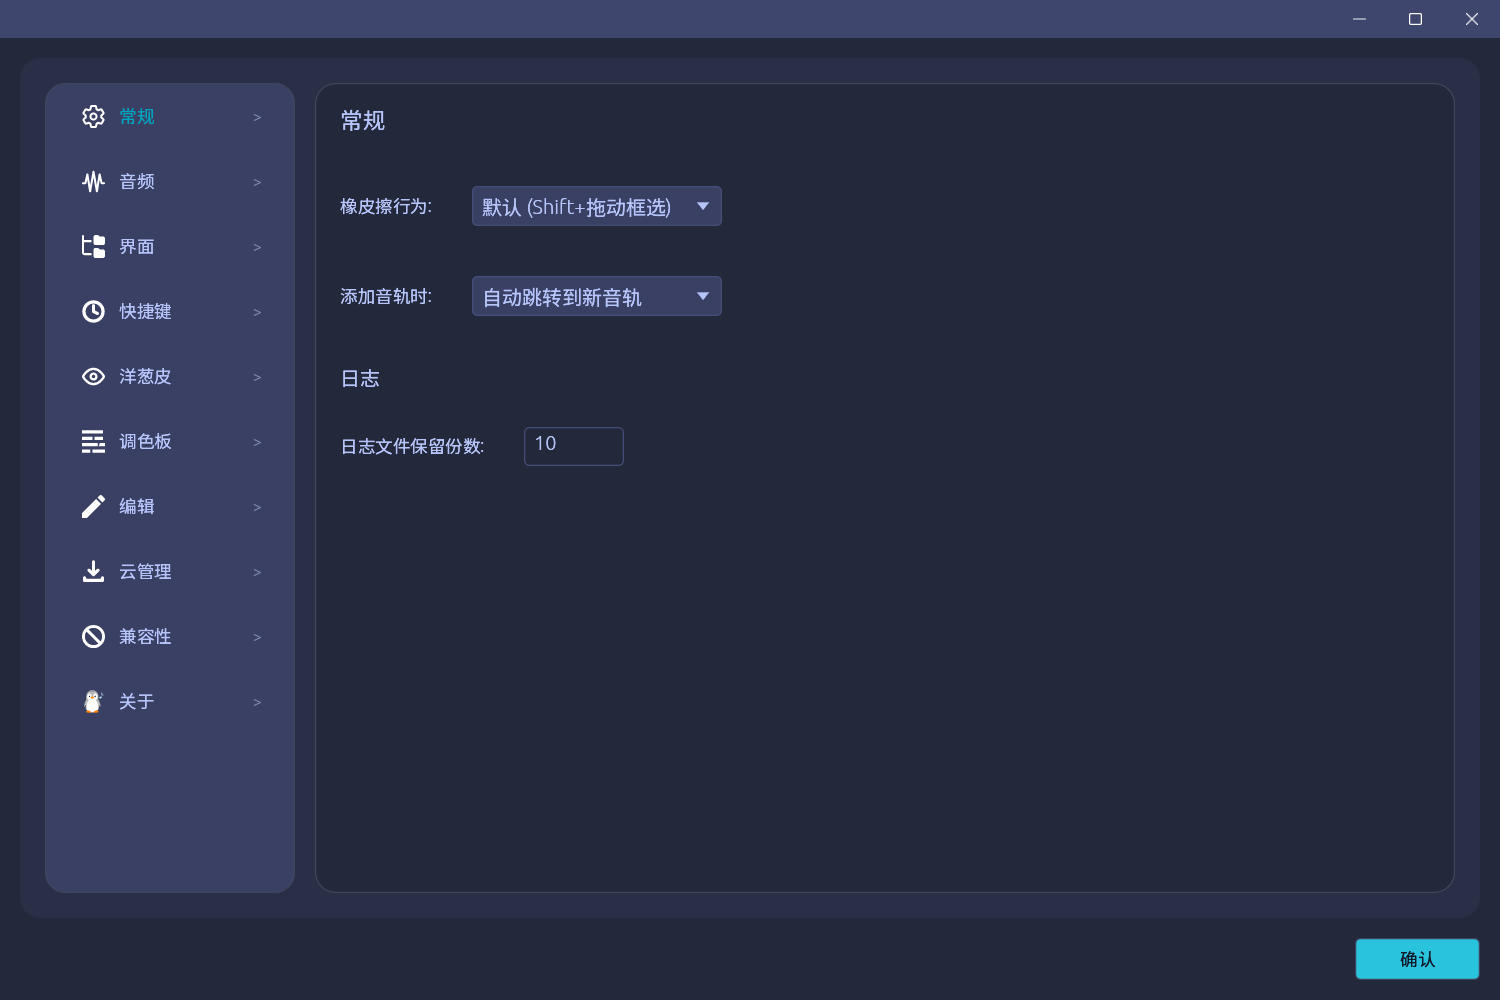 常规 >
音频 >
界面 >
快捷键 >
洋葱皮 >
调色板 >
编辑 >
云管理 >
兼容性 >
关于 >
常规
橡皮擦行为: 默认 (Shift+拖动框选)
添加音轨时: 自动跳转到新音轨
日志
日志文件保留份数: 10
确认